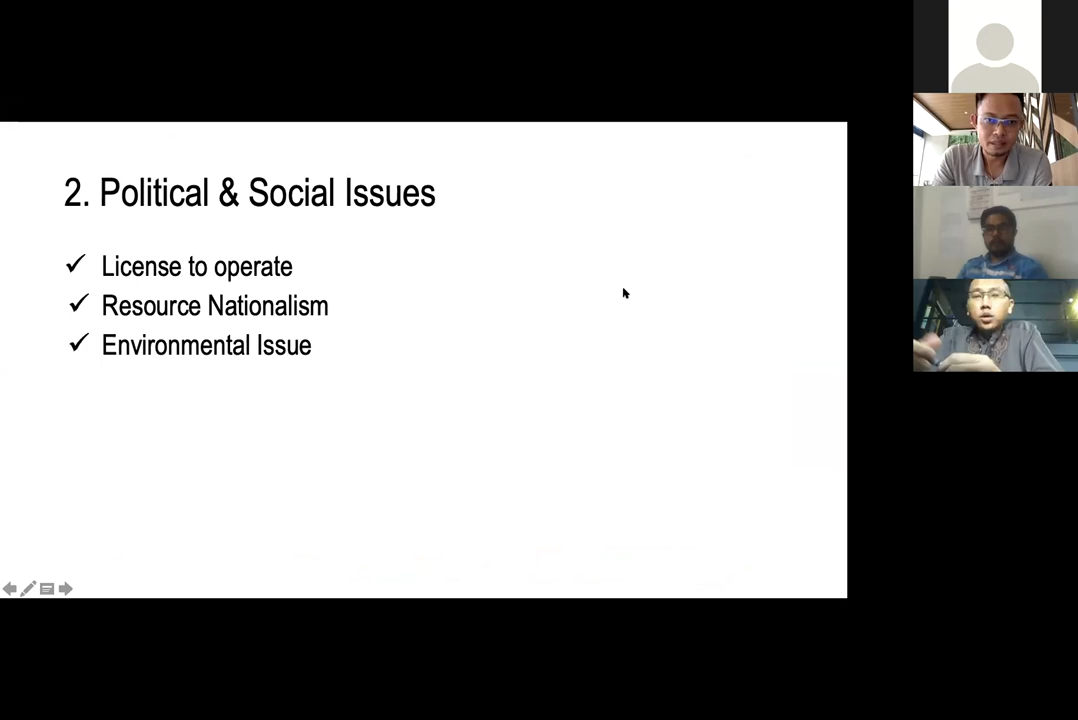 2. Political & Social Issues
✓ License to operate
✓ Resource Nationalism
✓ Environmental Issue